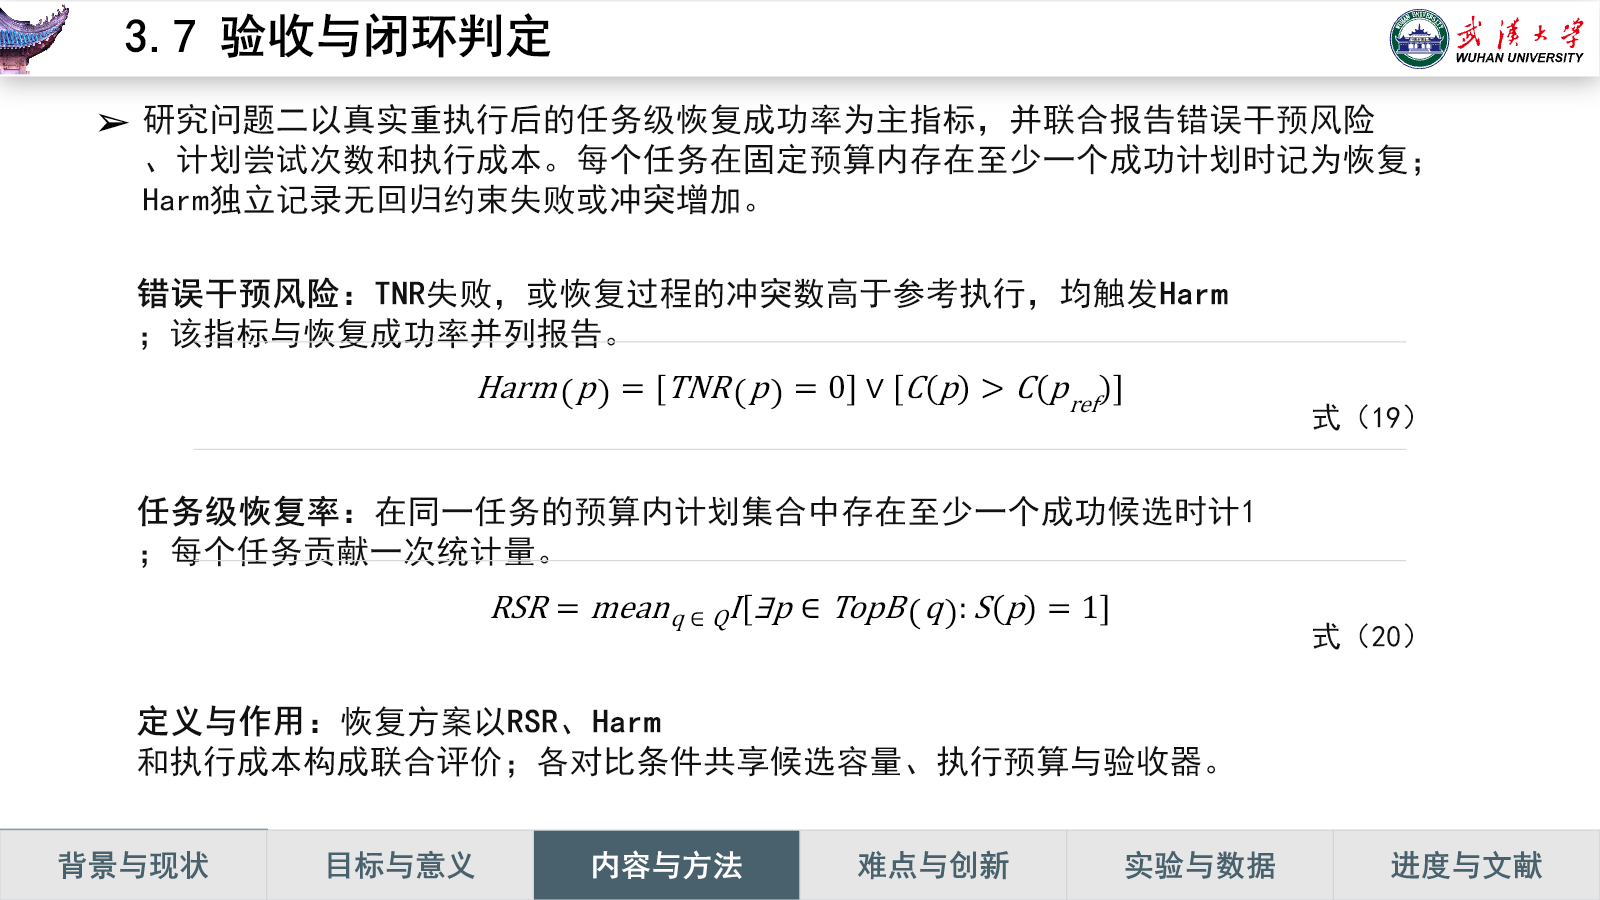 3.7 验收与闭环判定
武汉大学
WUHAN UNIVERSITY
➢ 研究问题二以真实重执行后的任务级恢复成功率为主指标，并联合报告错误干预风险
、计划尝试次数和执行成本。每个任务在固定预算内存在至少一个成功计划时记为恢复；
Harm独立记录无回归约束失败或冲突增加。
错误干预风险：TNR失败，或恢复过程的冲突数高于参考执行，均触发Harm
；该指标与恢复成功率并列报告。
Harm(p) = [TNR(p) = 0] ∨ [C(p) > C(p_ref)]
式（19）
任务级恢复率：在同一任务的预算内计划集合中存在至少一个成功候选时计1
；每个任务贡献一次统计量。
RSR = mean_{q ∈ Q} I[∃p ∈ TopB(q): S(p) = 1]
式（20）
定义与作用：恢复方案以RSR、Harm
和执行成本构成联合评价；各对比条件共享候选容量、执行预算与验收器。
背景与现状
目标与意义
内容与方法
难点与创新
实验与数据
进度与文献